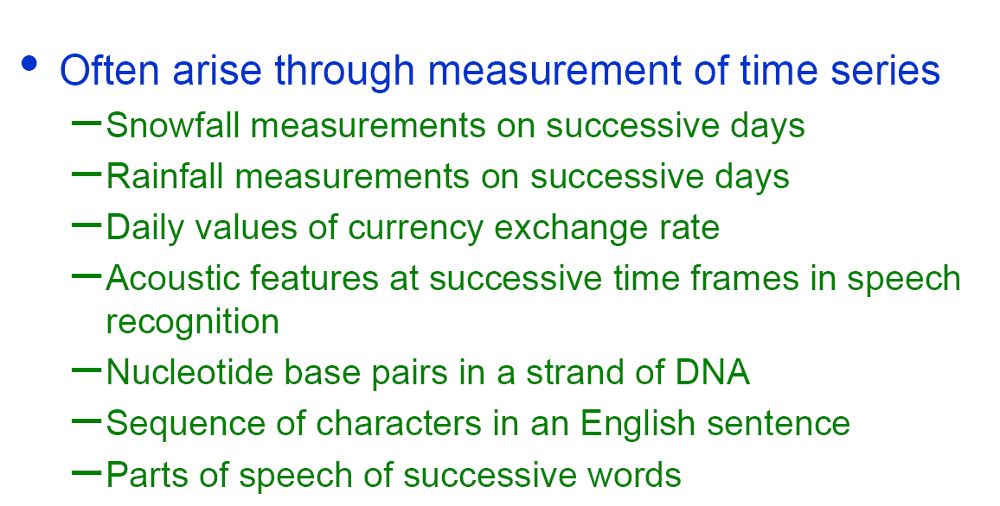 • Often arise through measurement of time series
–Snowfall measurements on successive days
–Rainfall measurements on successive days
–Daily values of currency exchange rate
–Acoustic features at successive time frames in speech
recognition
–Nucleotide base pairs in a strand of DNA
–Sequence of characters in an English sentence
–Parts of speech of successive words